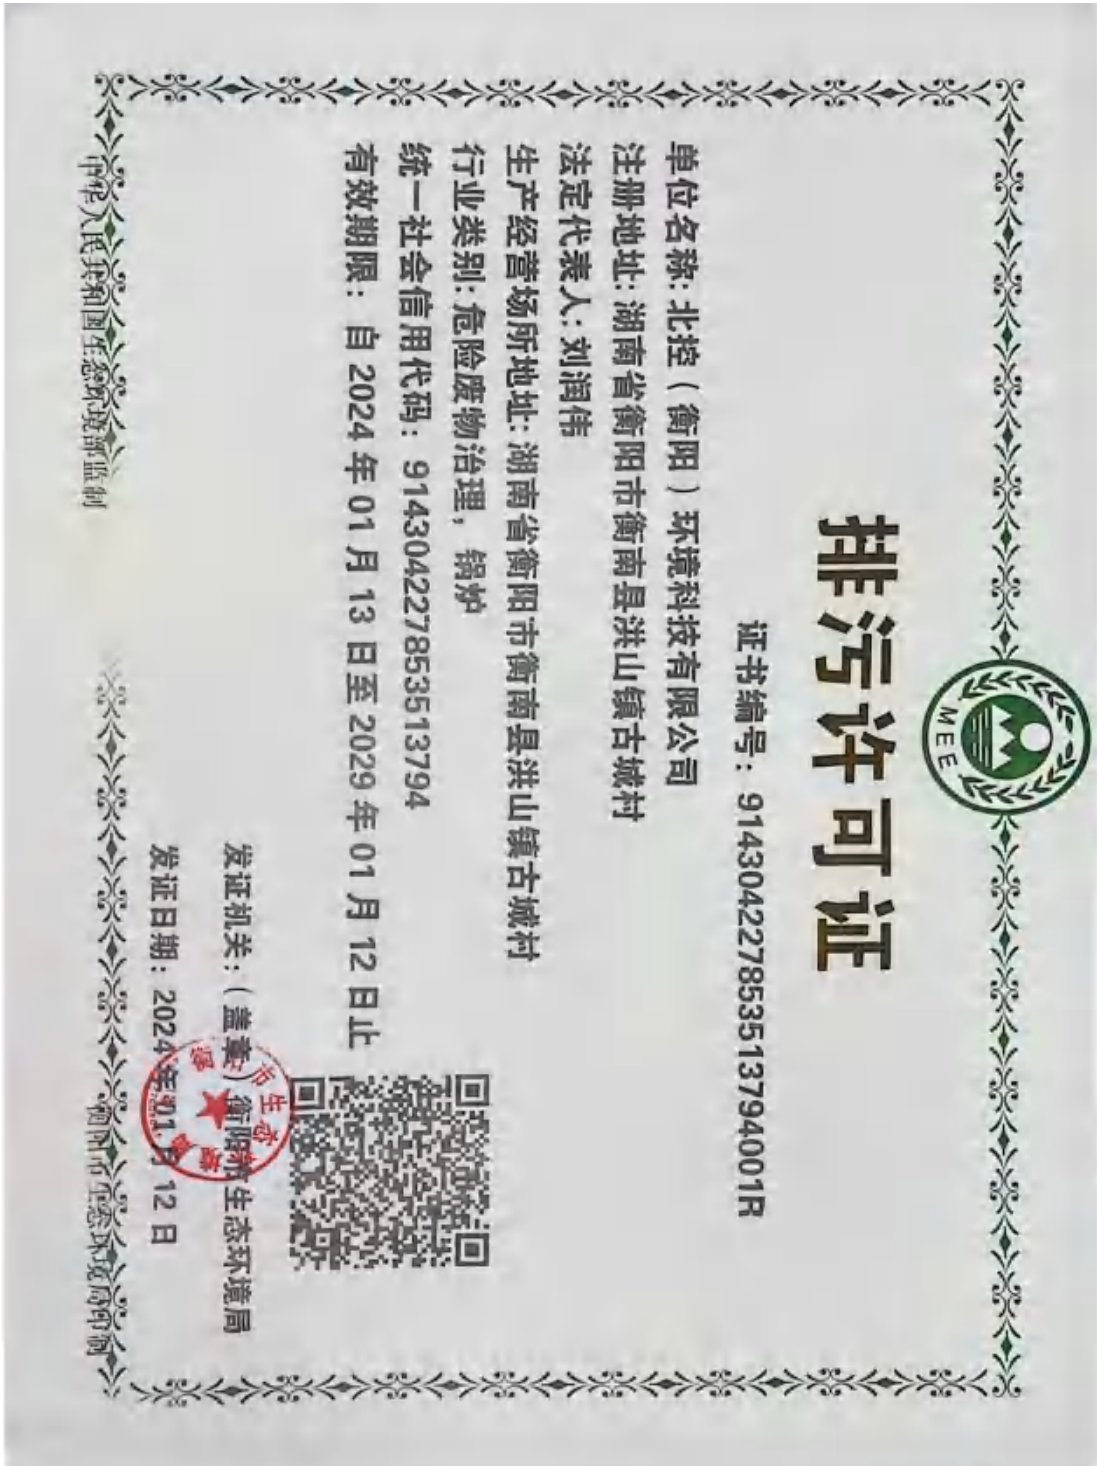 MEE
排污许可证
证书编号：91430422785351379​4001R
单位名称：北控（衡阳）环境科技有限公司
注册地址：湖南省衡阳市衡南县洪山镇古城村
法定代表人：刘润伟
生产经营场所地址：湖南省衡阳市衡南县洪山镇古城村
行业类别：危险废物治理，锅炉
统一社会信用代码：914304227853513794
有效期限：自2024年01月13日至2029年01月12日止
发证机关：（盖章）衡阳市生态环境局
发证日期：2024年01月12日
中华人民共和国生态环境部监制
衡阳市生态环境局印制